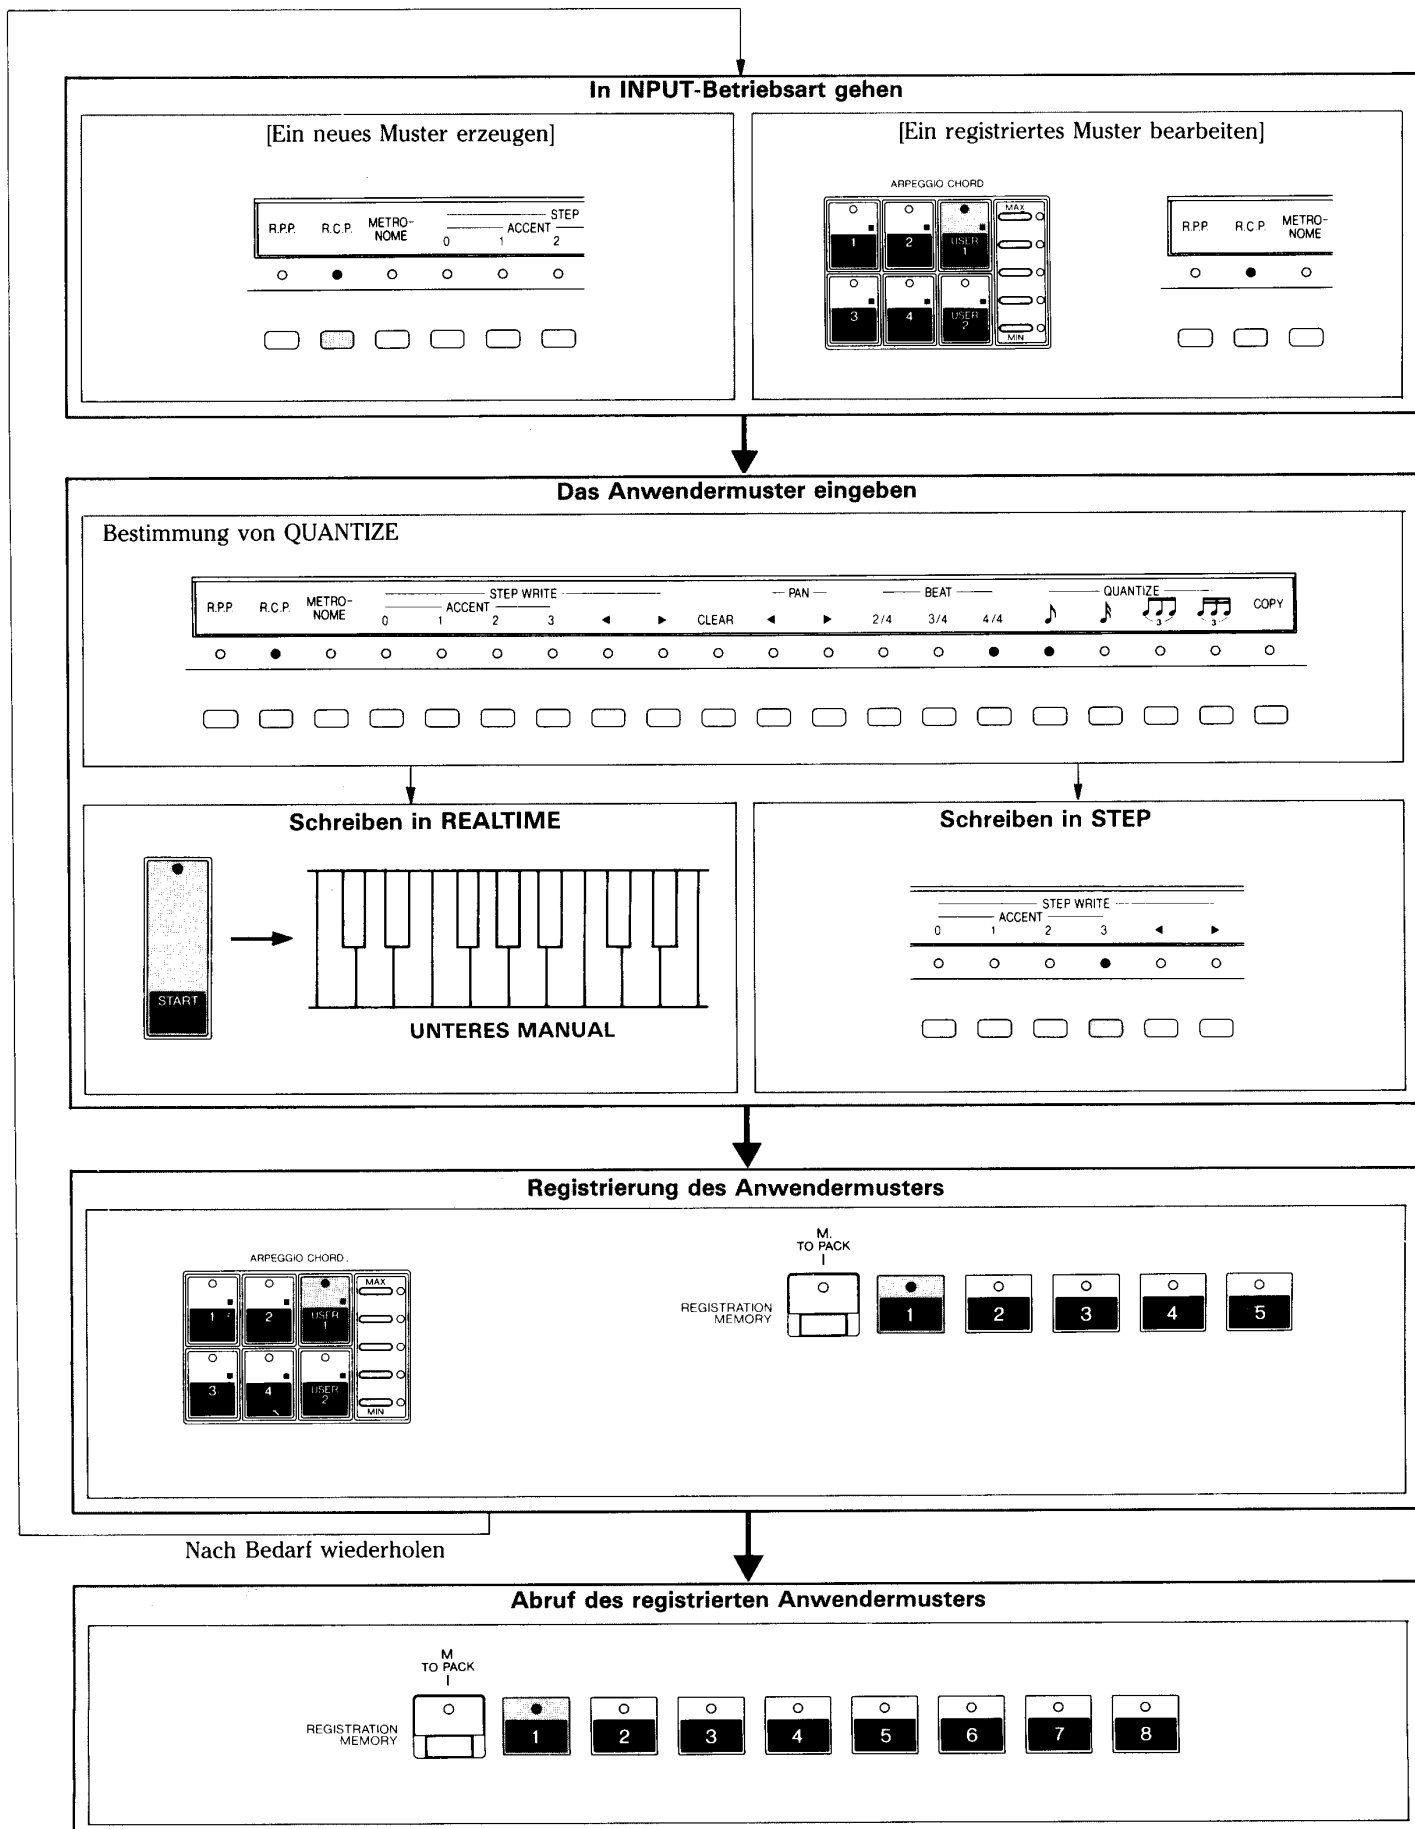 In INPUT-Betriebsart gehen
[Ein neues Muster erzeugen]
R.P.P. R.C.P. METRO-NOME STEP
ACCENT
0 1 2
[Ein registriertes Muster bearbeiten]
ARPEGGIO CHORD
1 2 USER 1 MAX
3 4 USER 2 MIN
R.P.P. R.C.P. METRO-NOME
Das Anwendermuster eingeben
Bestimmung von QUANTIZE
R.P.P. R.C.P. METRO-NOME STEP WRITE PAN BEAT QUANTIZE COPY
ACCENT
0 1 2 3 ◄ ► CLEAR ◄ ► 2/4 3/4 4/4 3 3
Schreiben in REALTIME
START
UNTERES MANUAL
Schreiben in STEP
STEP WRITE
ACCENT
0 1 2 3 ◄ ►
Registrierung des Anwendermusters
ARPEGGIO CHORD
1 2 USER 1 MAX
3 4 USER 2 MIN
M.
TO PACK
REGISTRATION
MEMORY
1 2 3 4 5
Nach Bedarf wiederholen
Abruf des registrierten Anwendermusters
M
TO PACK
REGISTRATION
MEMORY
1 2 3 4 5 6 7 8